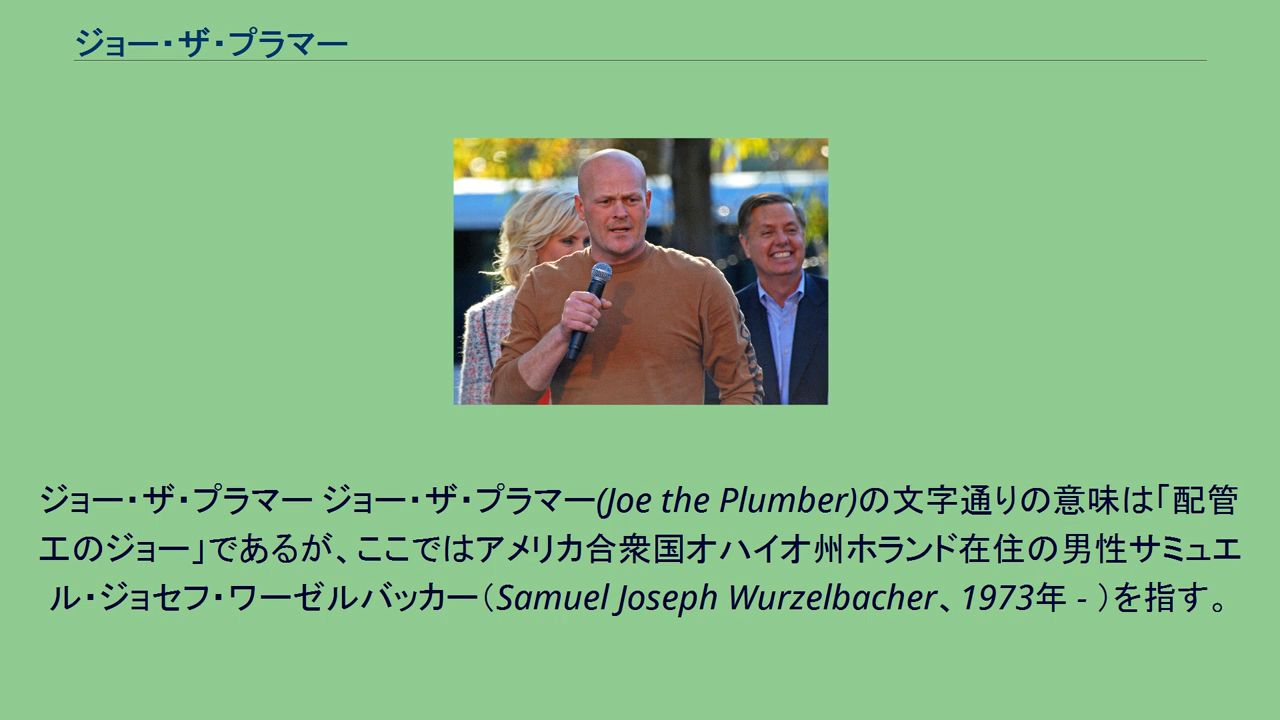 ジョー・ザ・プラマー
ジョー・ザ・プラマー ジョー・ザ・プラマー(Joe the Plumber)の文字通りの意味は「配管
工のジョー」であるが、ここではアメリカ合衆国オハイオ州ホランド在住の男性サミュエ
ル・ジョセフ・ワーゼルバッカー（Samuel Joseph Wurzelbacher、1973年 - ）を指す。